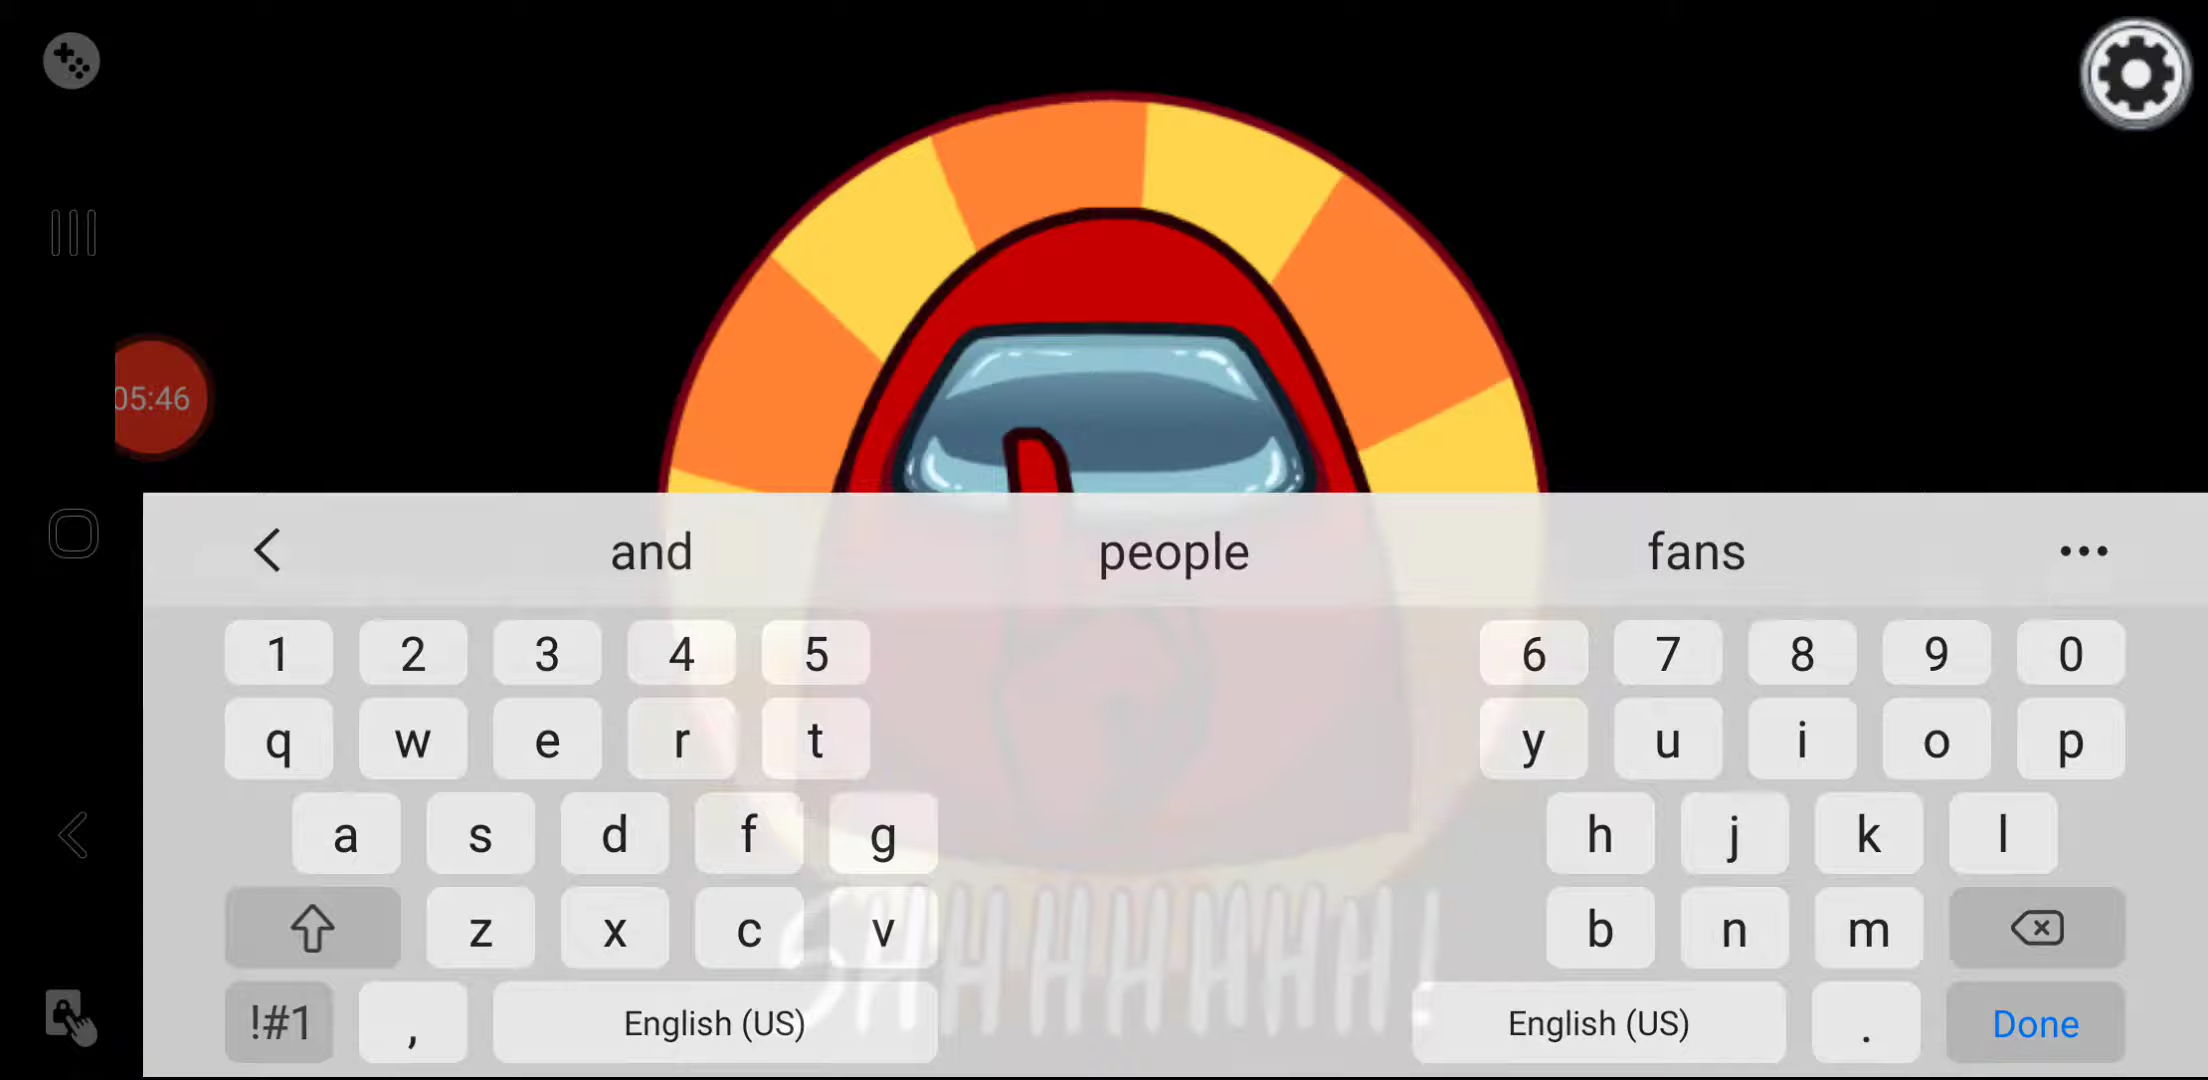 05:46
and people fans
1 2 3 4 5 6 7 8 9 0
q w e r t y u i o p
a s d f g h j k l
z x c v b n m
!#1 , English (US) English (US) . Done
SHHHHHHH!